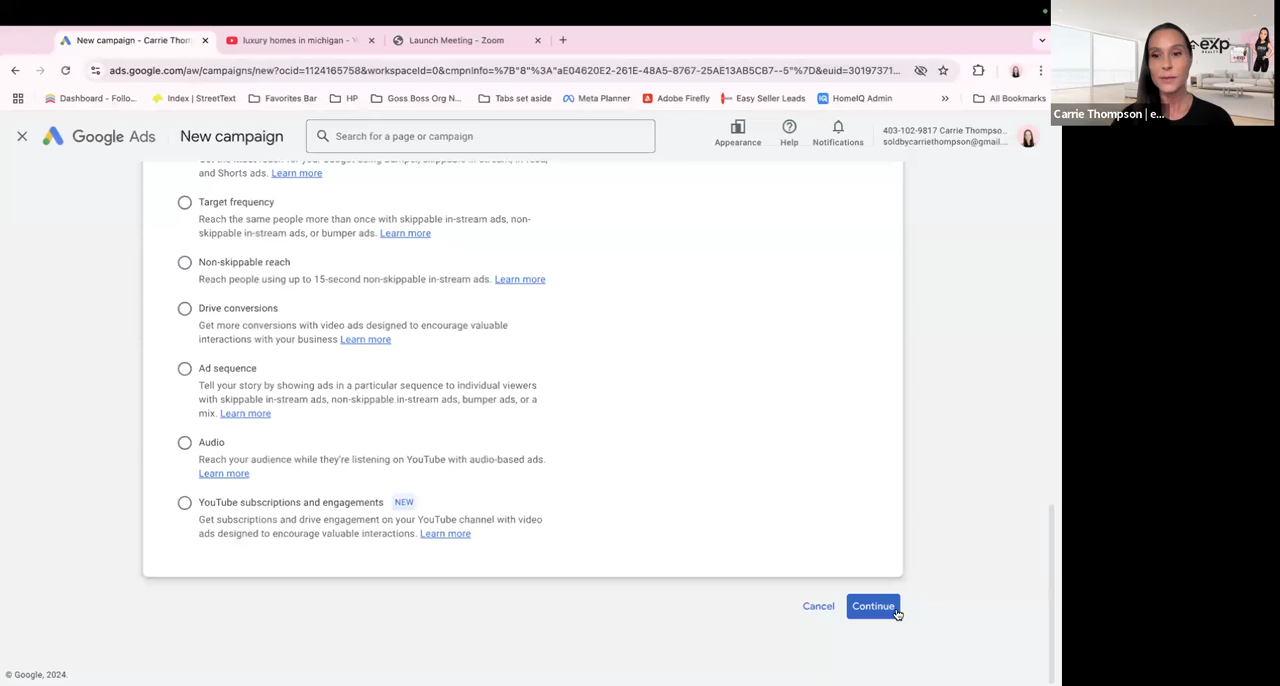 New campaign - Carrie Thom
luxury homes in michigan -
Launch Meeting - Zoom
ads.google.com/aw/campaigns/new?ocid=1124165758&workspaceId=0&cmpnInfo=%7B"8"%3A"aE04620E2-261E-48A5-8767-25AE13AB5CB7--5"%7D&euid=30197371...
Dashboard - Follo...
Index | StreetText
Favorites Bar
HP
Goss Boss Org N...
Tabs set aside
Meta Planner
Adobe Firefly
Easy Seller Leads
HomeIQ Admin
»
All Bookmarks
exp
REALTY
Carrie Thompson | e...
Google Ads
New campaign
Search for a page or campaign
Appearance
Help
Notifications
403-102-9817 Carrie Thompso...
soldbycarriethompson@gmail....
and Shorts ads. Learn more
Target frequency
Reach the same people more than once with skippable in-stream ads, non-
skippable in-stream ads, or bumper ads. Learn more
Non-skippable reach
Reach people using up to 15-second non-skippable in-stream ads. Learn more
Drive conversions
Get more conversions with video ads designed to encourage valuable
interactions with your business Learn more
Ad sequence
Tell your story by showing ads in a particular sequence to individual viewers
with skippable in-stream ads, non-skippable in-stream ads, bumper ads, or a
mix. Learn more
Audio
Reach your audience while they're listening on YouTube with audio-based ads.
Learn more
YouTube subscriptions and engagements NEW
Get subscriptions and drive engagement on your YouTube channel with video
ads designed to encourage valuable interactions. Learn more
Cancel
Continue
© Google, 2024.